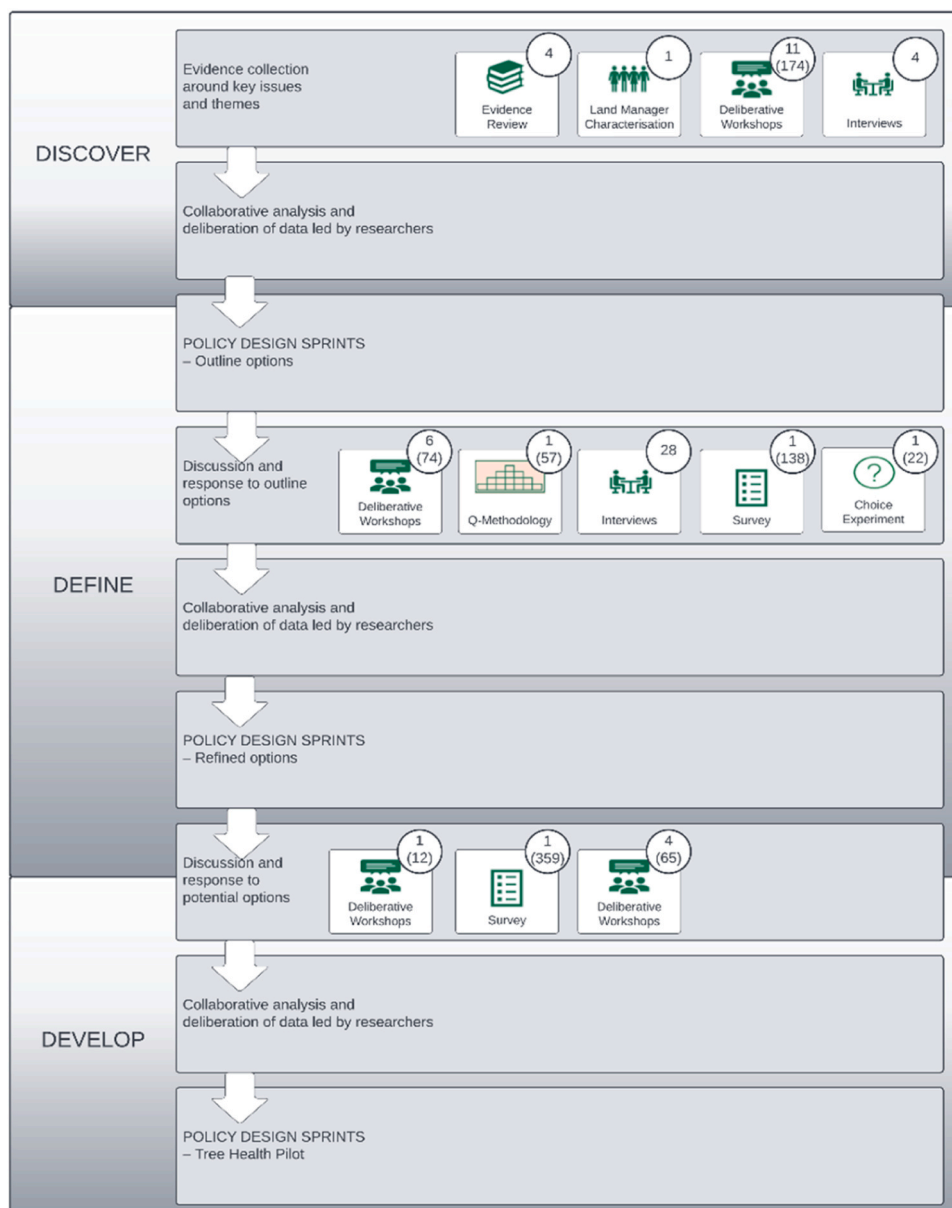 DISCOVER
Evidence collection
around key issues
and themes
4
Evidence
Review
1
Land Manager
Characterisation
11
(174)
Deliberative
Workshops
4
Interviews
Collaborative analysis and
deliberation of data led by researchers
DEFINE
POLICY DESIGN SPRINTS
– Outline options
Discussion and
response to outline
options
6
(74)
Deliberative
Workshops
1
(57)
Q-Methodology
28
Interviews
1
(138)
Survey
1
(22)
?
Choice
Experiment
Collaborative analysis and
deliberation of data led by researchers
POLICY DESIGN SPRINTS
– Refined options
Discussion and
response to
potential options
1
(12)
Deliberative
Workshops
1
(359)
Survey
4
(65)
Deliberative
Workshops
DEVELOP
Collaborative analysis and
deliberation of data led by researchers
POLICY DESIGN SPRINTS
– Tree Health Pilot